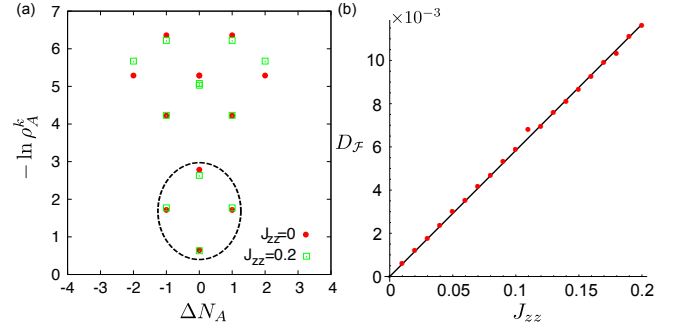 (a)
7
6
5
4
3
2
1
0
− ln ρ_A^k
-4 -3 -2 -1 0 1 2 3 4
ΔN_A
J_zz=0
J_zz=0.2
(b)
×10⁻³
10
8
6
4
2
0
D_ℱ
0 0.05 0.10 0.15 0.2
J_zz